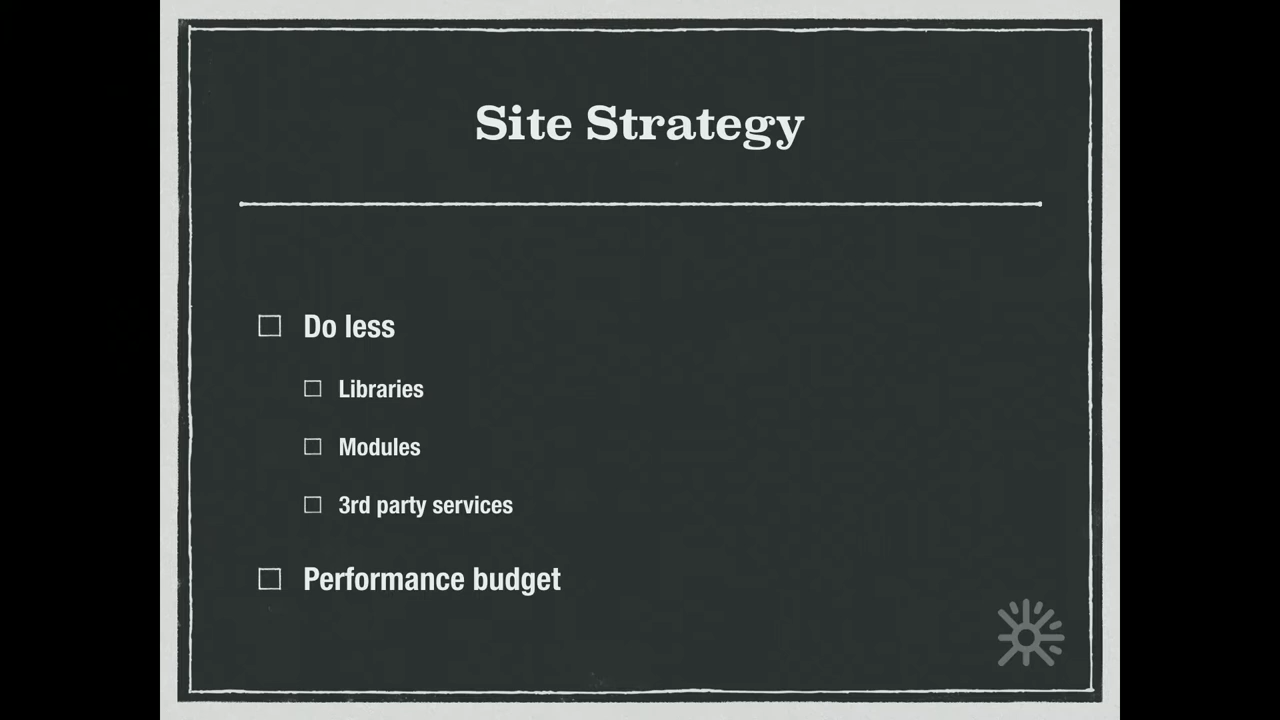 Site Strategy
Do less
Libraries
Modules
3rd party services
Performance budget